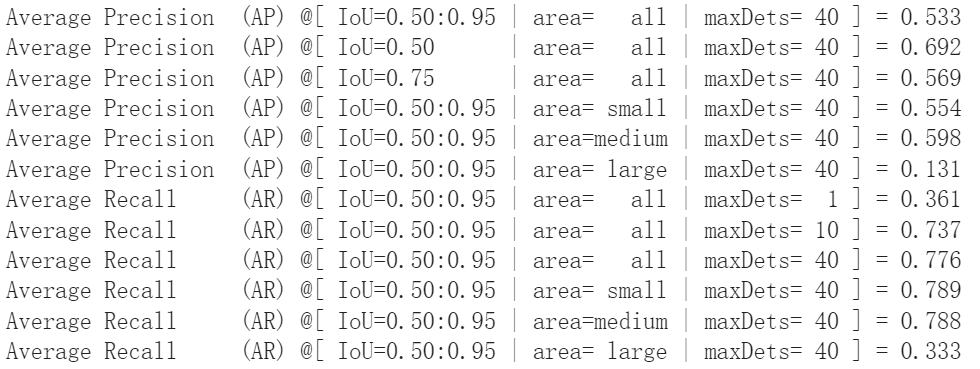 Average Precision  (AP) @[ IoU=0.50:0.95 | area=   all | maxDets= 40 ] = 0.533
Average Precision  (AP) @[ IoU=0.50      | area=   all | maxDets= 40 ] = 0.692
Average Precision  (AP) @[ IoU=0.75      | area=   all | maxDets= 40 ] = 0.569
Average Precision  (AP) @[ IoU=0.50:0.95 | area= small | maxDets= 40 ] = 0.554
Average Precision  (AP) @[ IoU=0.50:0.95 | area=medium | maxDets= 40 ] = 0.598
Average Precision  (AP) @[ IoU=0.50:0.95 | area= large | maxDets= 40 ] = 0.131
Average Recall     (AR) @[ IoU=0.50:0.95 | area=   all | maxDets=  1 ] = 0.361
Average Recall     (AR) @[ IoU=0.50:0.95 | area=   all | maxDets= 10 ] = 0.737
Average Recall     (AR) @[ IoU=0.50:0.95 | area=   all | maxDets= 40 ] = 0.776
Average Recall     (AR) @[ IoU=0.50:0.95 | area= small | maxDets= 40 ] = 0.789
Average Recall     (AR) @[ IoU=0.50:0.95 | area=medium | maxDets= 40 ] = 0.788
Average Recall     (AR) @[ IoU=0.50:0.95 | area= large | maxDets= 40 ] = 0.333